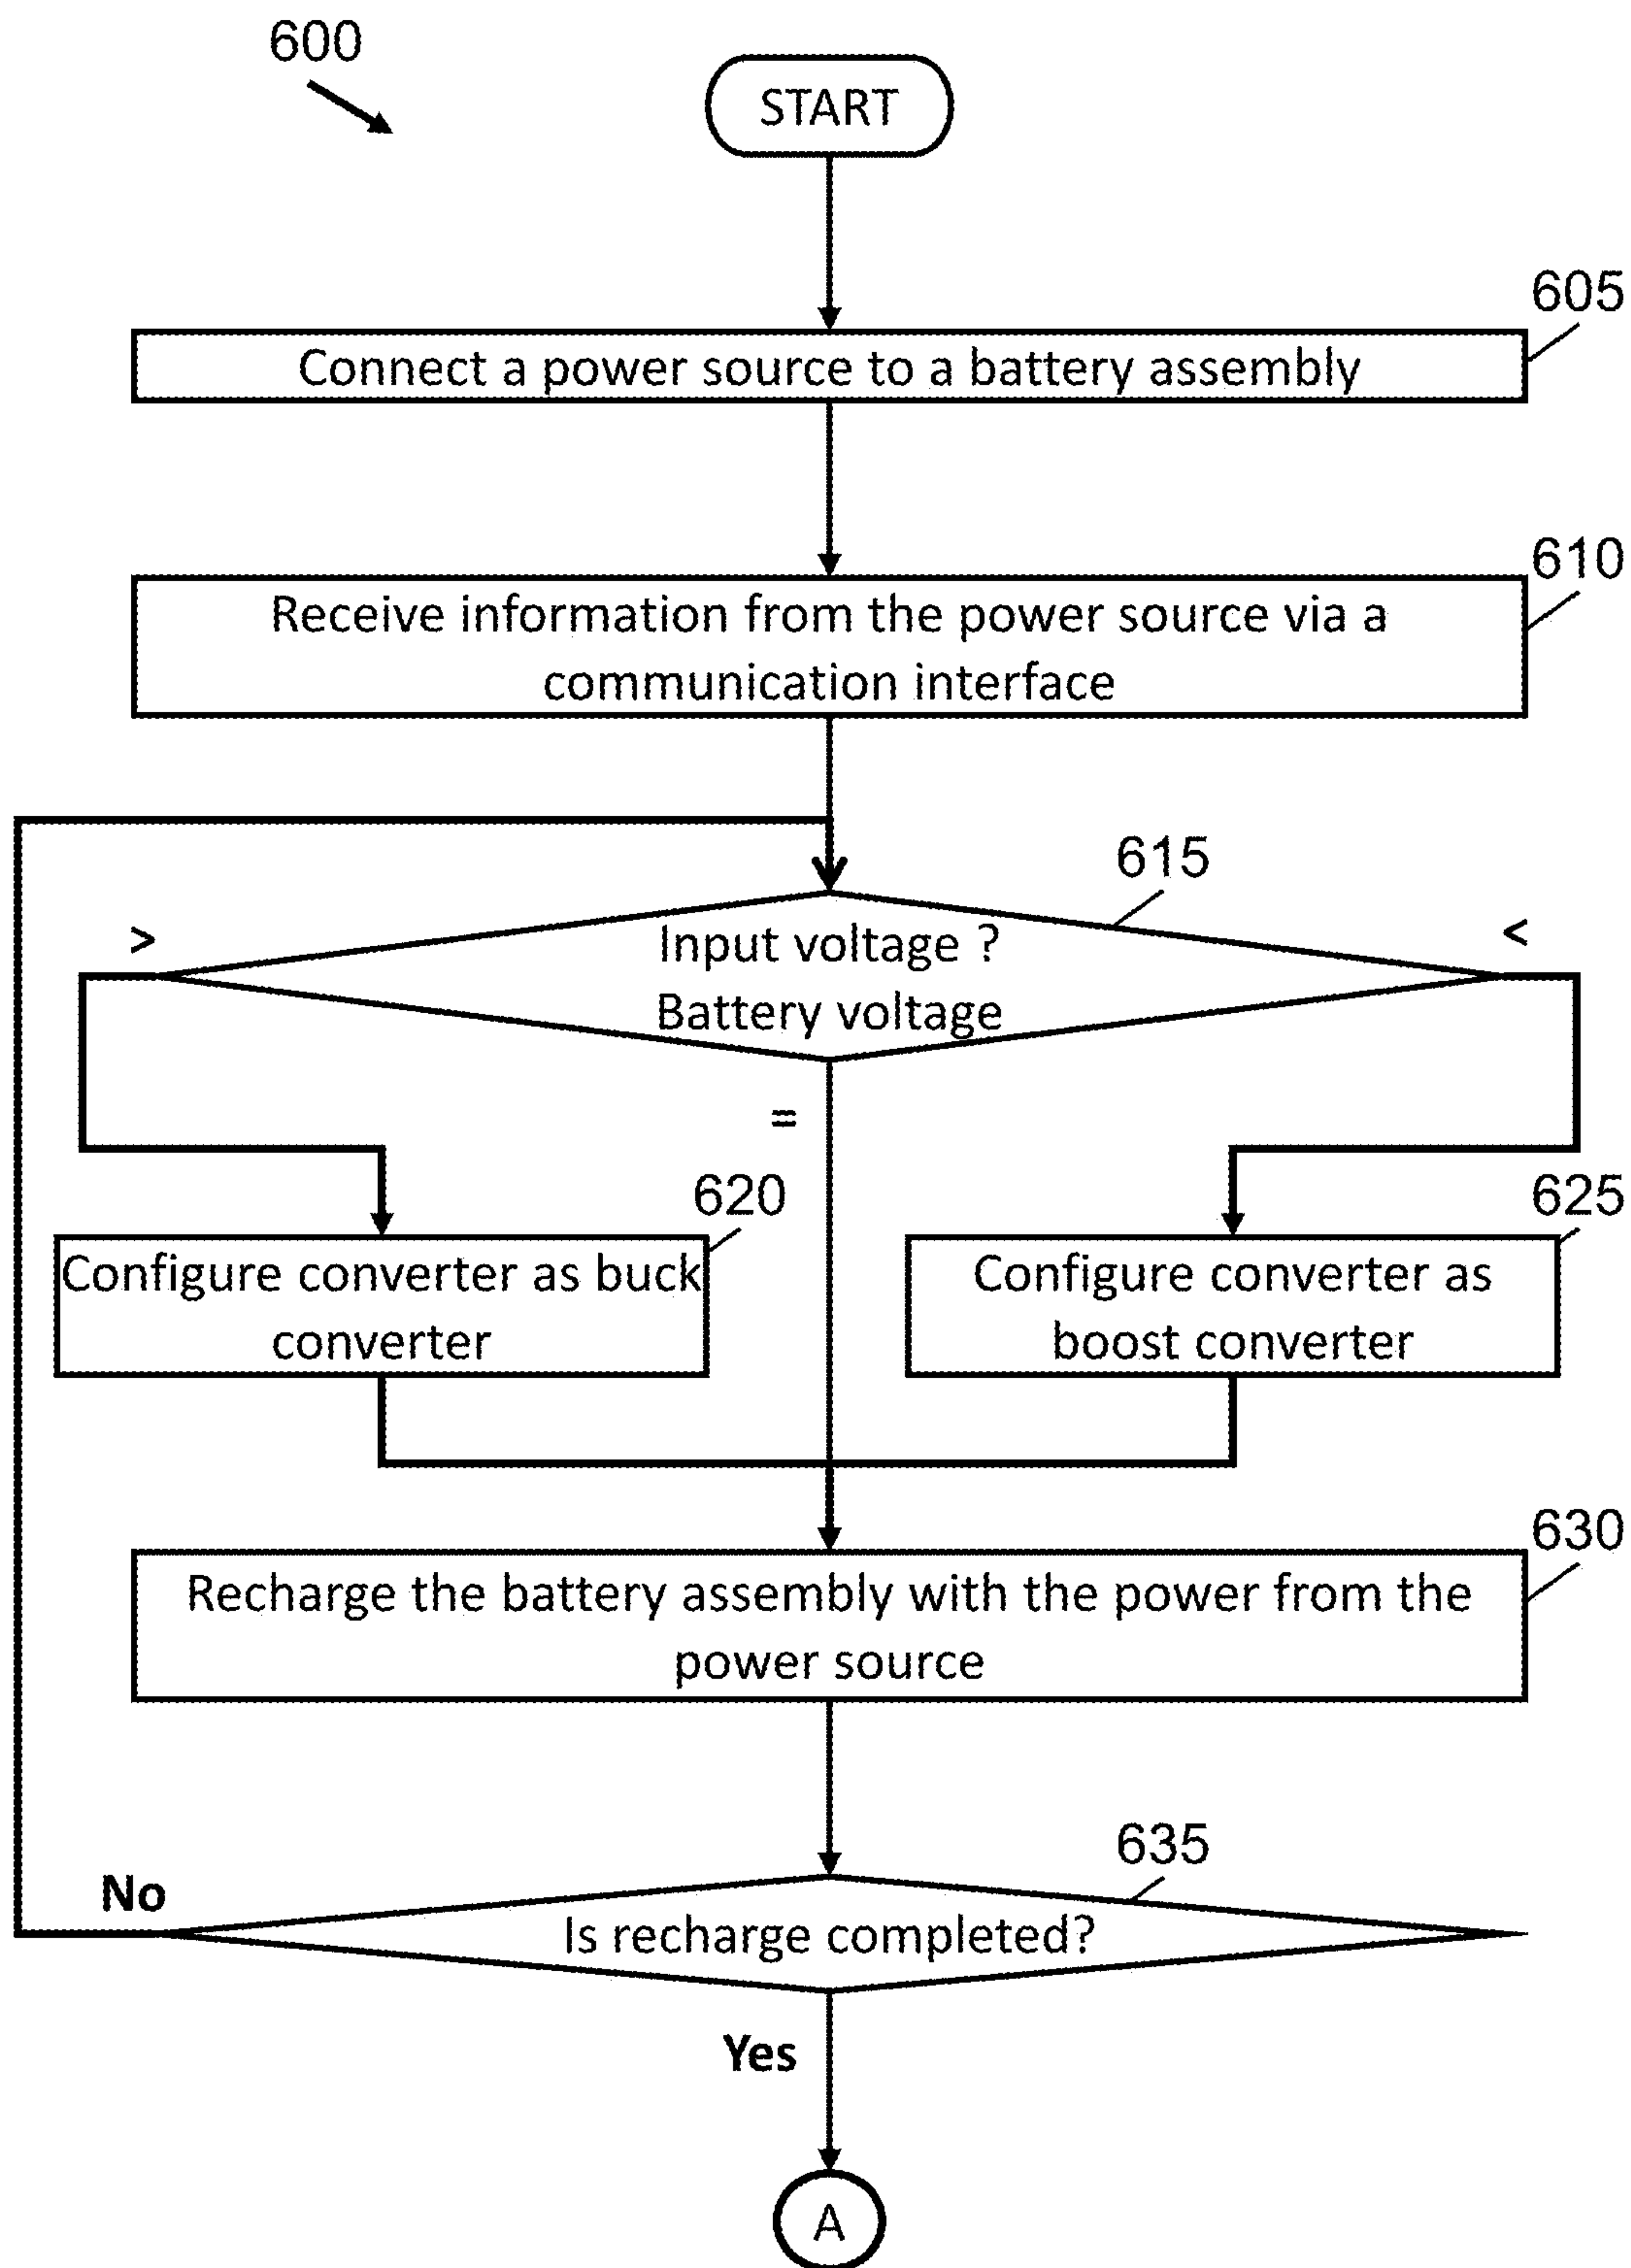 600
START
605
Connect a power source to a battery assembly
610
Receive information from the power source via a
communication interface
615
>
<
Input voltage ?
Battery voltage
=
620
625
Configure converter as buck
converter
Configure converter as
boost converter
630
Recharge the battery assembly with the power from the
power source
635
No
Is recharge completed?
Yes
A